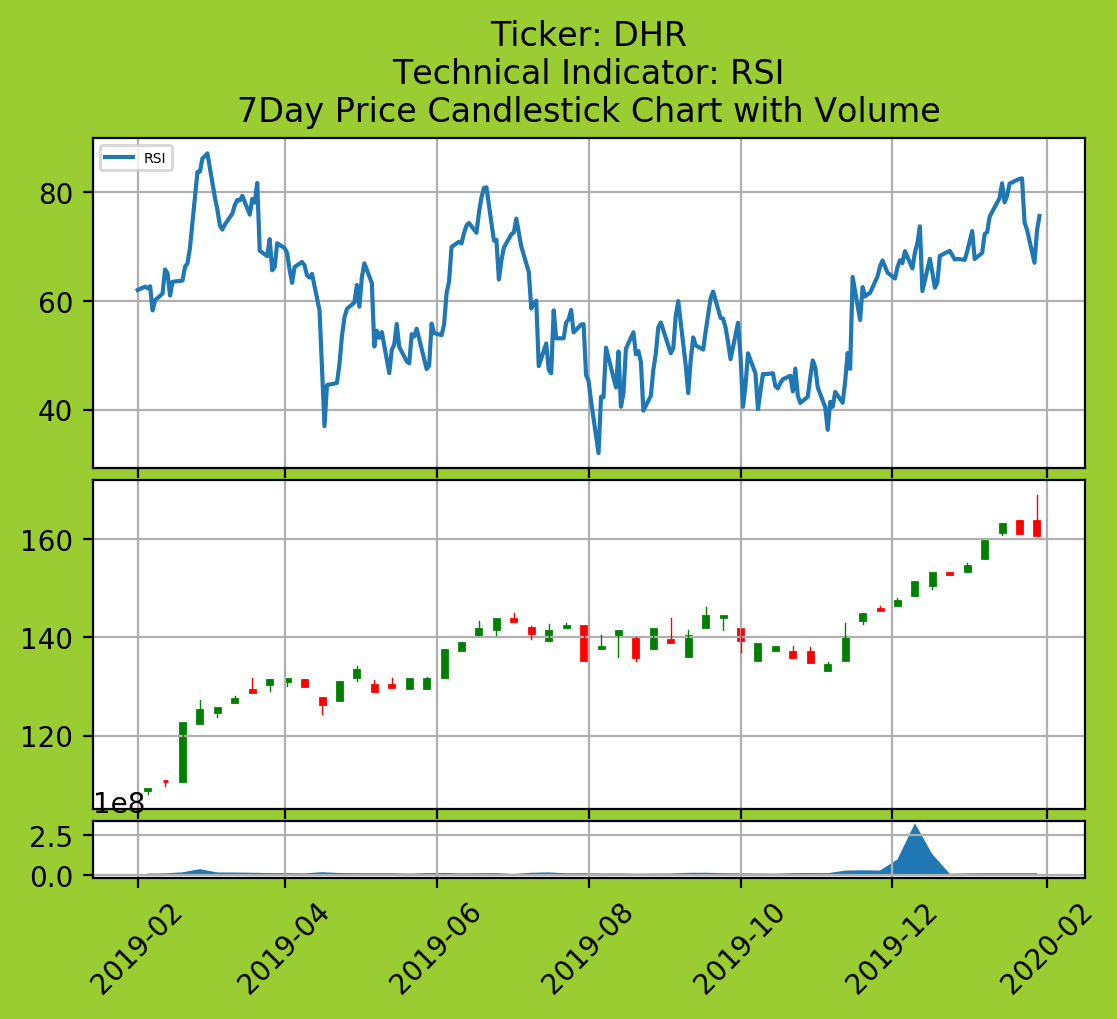 Ticker: DHR
Technical Indicator: RSI
7Day Price Candlestick Chart with Volume
RSI
80
60
40
160
140
120
1e8
2.5
0.0
2019-02 2019-04 2019-06 2019-08 2019-10 2019-12 2020-02